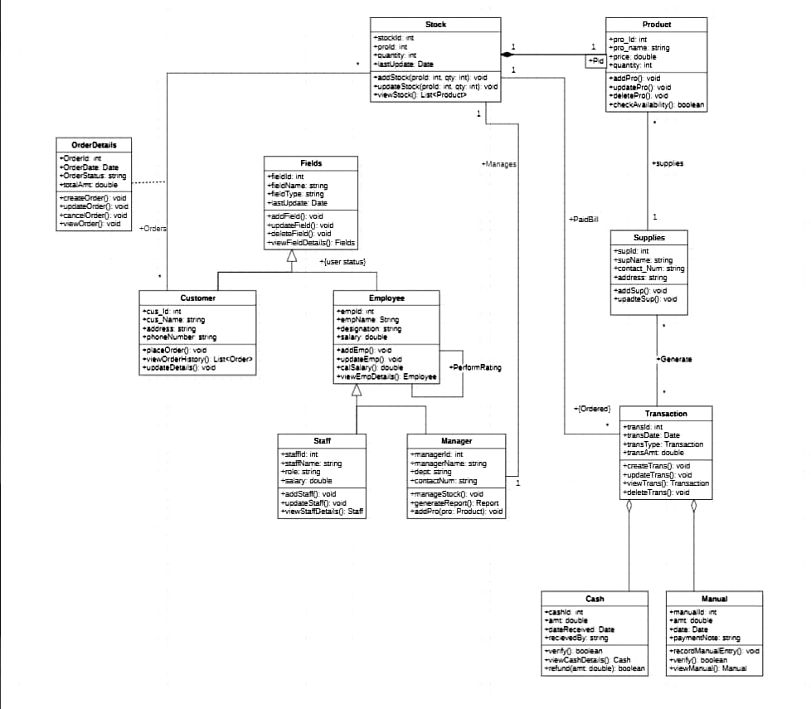 Stock
+stockId: int
+proId: int
+quantity: int
+lastUpdate: Date
+addStock(proId: int, qty: int): void
+updateStock(proId: int, qty: int): void
+viewStock(): List<Product>
1
1
+Pid
1
*
1
Product
+pro_Id: int
+pro_name: string
+price: double
+quantity: int
+addPro(): void
+updatePro(): void
+deletePro(): void
+checkAvailability(): boolean
*
+supplies
1
OrderDetails
+OrderId: int
+OrderDate: Date
+OrderStatus: string
+totalAmt: double
+createOrder(): void
+updateOrder(): void
+cancelOrder(): void
+viewOrder(): void
+Orders
*
Fields
+fieldId: int
+fieldName: string
+fieldType: string
+lastUpdate: Date
+addField(): void
+updateField(): void
+deleteField(): void
+viewFieldDetails(): Fields
+{user status}
+Manages
+PaidBill
Supplies
+supId: int
+supName: string
+contact_Num: string
+address: string
+addSup(): void
+upadteSup(): void
*
+Generate
*
Customer
+cus_Id: int
+cus_Name: string
+address: string
+phoneNumber: string
+placeOrder(): void
+viewOrderHistory(): List<Order>
+updateDetails(): void
Employee
+empId: int
+empName: String
+designation: string
+salary: double
+addEmp(): void
+updateEmp(): void
+calSalary(): double
+viewEmpDetails(): Employee
+PerformRating
+{Ordered}
*
Transaction
+transId: int
+transDate: Date
+transType: Transaction
+transAmt: double
+createTrans(): void
+updateTrans(): void
+viewTrans(): Transaction
+deleteTrans(): void
Staff
+staffId: int
+staffName: string
+role: string
+salary: double
+addStaff(): void
+updateStaff(): void
+viewStaffDetails(): Staff
Manager
+managerId: int
+managerName: string
+dept: string
+contactNum: string
+manageStock(): void
+generateReport(): Report
+addPro(pro: Product): void
1
Cash
+cashId: int
+amt: double
+dateReceived: Date
+recievedBy: string
+verify(): boolean
+viewCashDetails(): Cash
+refund(amt: double): boolean
Manual
+manualId: int
+amt: double
+date: Date
+paymentNote: string
+recordManualEntry(): void
+verify(): boolean
+viewManual(): Manual